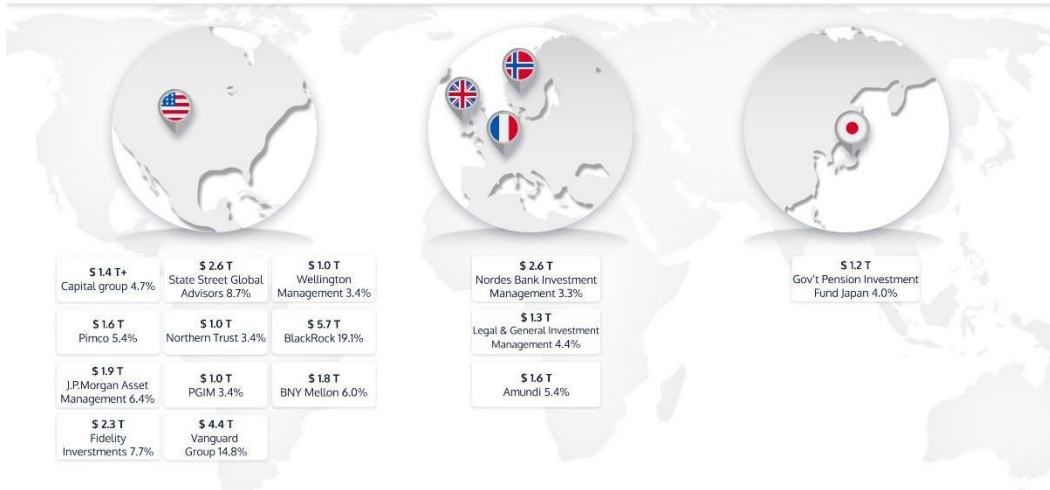 $ 1.4 T+
Capital group 4.7%
$ 2.6 T
State Street Global
Advisors 8.7%
$ 1.0 T
Wellington
Management 3.4%
$ 1.6 T
Pimco 5.4%
$ 1.0 T
Northern Trust 3.4%
$ 5.7 T
BlackRock 19.1%
$ 1.9 T
J.P.Morgan Asset
Management 6.4%
$ 1.0 T
PGIM 3.4%
$ 1.8 T
BNY Mellon 6.0%
$ 2.3 T
Fidelity
Inverstments 7.7%
$ 4.4 T
Vanguard
Group 14.8%
$ 2.6 T
Nordes Bank Investment
Management 3.3%
$ 1.3 T
Legal & General Investment
Management 4.4%
$ 1.6 T
Amundi 5.4%
$ 1.2 T
Gov't Pension Investment
Fund Japan 4.0%